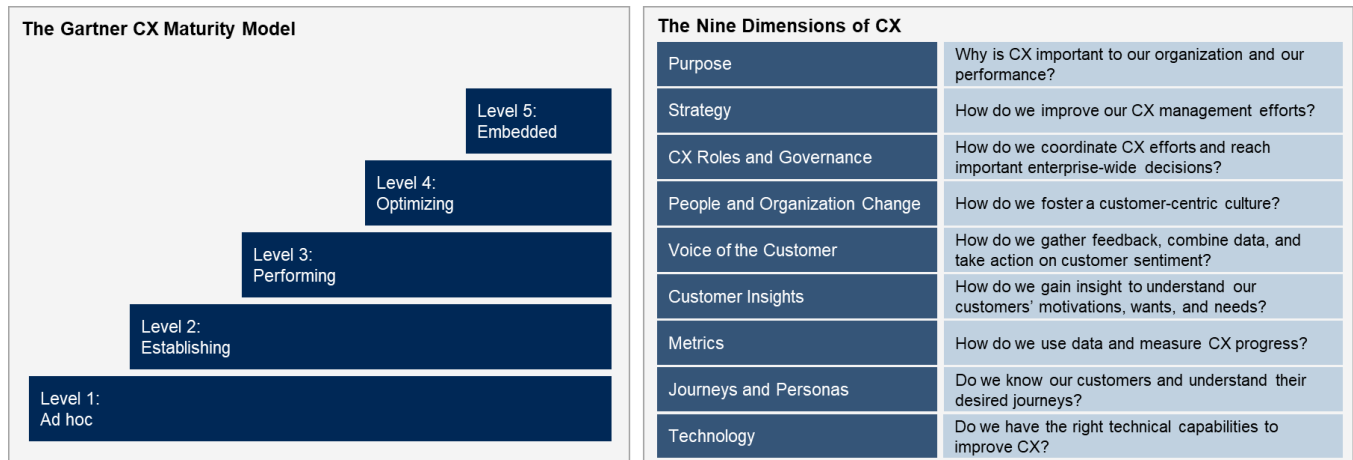 The Gartner CX Maturity Model
Level 5:
Embedded
Level 4:
Optimizing
Level 3:
Performing
Level 2:
Establishing
Level 1:
Ad hoc
The Nine Dimensions of CX
Purpose
Why is CX important to our organization and our
performance?
Strategy
How do we improve our CX management efforts?
CX Roles and Governance
How do we coordinate CX efforts and reach
important enterprise-wide decisions?
People and Organization Change
How do we foster a customer-centric culture?
Voice of the Customer
How do we gather feedback, combine data, and
take action on customer sentiment?
Customer Insights
How do we gain insight to understand our
customers’ motivations, wants, and needs?
Metrics
How do we use data and measure CX progress?
Journeys and Personas
Do we know our customers and understand their
desired journeys?
Technology
Do we have the right technical capabilities to
improve CX?